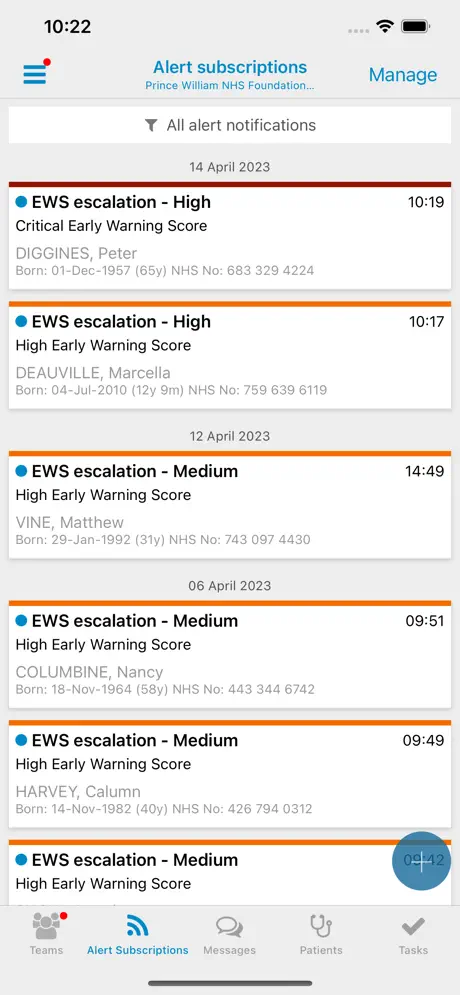 10:22
Alert subscriptions
Prince William NHS Foundation...
Manage
All alert notifications
14 April 2023
EWS escalation - High 10:19
Critical Early Warning Score
DIGGINES, Peter
Born: 01-Dec-1957 (65y) NHS No: 683 329 4224
EWS escalation - High 10:17
High Early Warning Score
DEAUVILLE, Marcella
Born: 04-Jul-2010 (12y 9m) NHS No: 759 639 6119
12 April 2023
EWS escalation - Medium 14:49
High Early Warning Score
VINE, Matthew
Born: 29-Jan-1992 (31y) NHS No: 743 097 4430
06 April 2023
EWS escalation - Medium 09:51
High Early Warning Score
COLUMBINE, Nancy
Born: 18-Nov-1964 (58y) NHS No: 443 344 6742
EWS escalation - Medium 09:49
High Early Warning Score
HARVEY, Calumn
Born: 14-Nov-1982 (40y) NHS No: 426 794 0312
EWS escalation - Medium 09:42
High Early Warning Score
Teams
Alert Subscriptions
Messages
Patients
Tasks